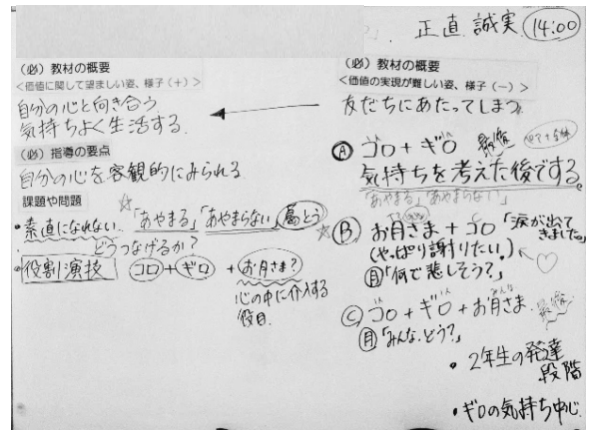 正直 誠実 14:00
(必) 教材の概要
<価値に関して望ましい姿、様子(+)>
自分の心と向き合う
気持ちよく生活する。
(必) 指導の要点
自分の心を客観的にみられる
課題や問題
・素直になれない… 「あやまる」「あやまらない」
どうつなげるか?
・役割演技 コロ+ギロ +お月さま?
心の中に介入する
役目
(必) 教材の概要
<価値の実現が難しい姿、様子(-)>
友だちにあたってしまう
Ⓐ コロ+ギロ 最後
気持ちを考えた後でする。
「あやまる」「あやまらない」
Ⓑ お月さま+コロ 「涙が出て
きました。」
(やっぱり謝りたい。)
月「何で悲しそう?」
Ⓒ コロ+ギロ+お月さま 最後
みんな
月「みんな、どう?」
・2年生の発達
段階
・ギロの気持ち中心